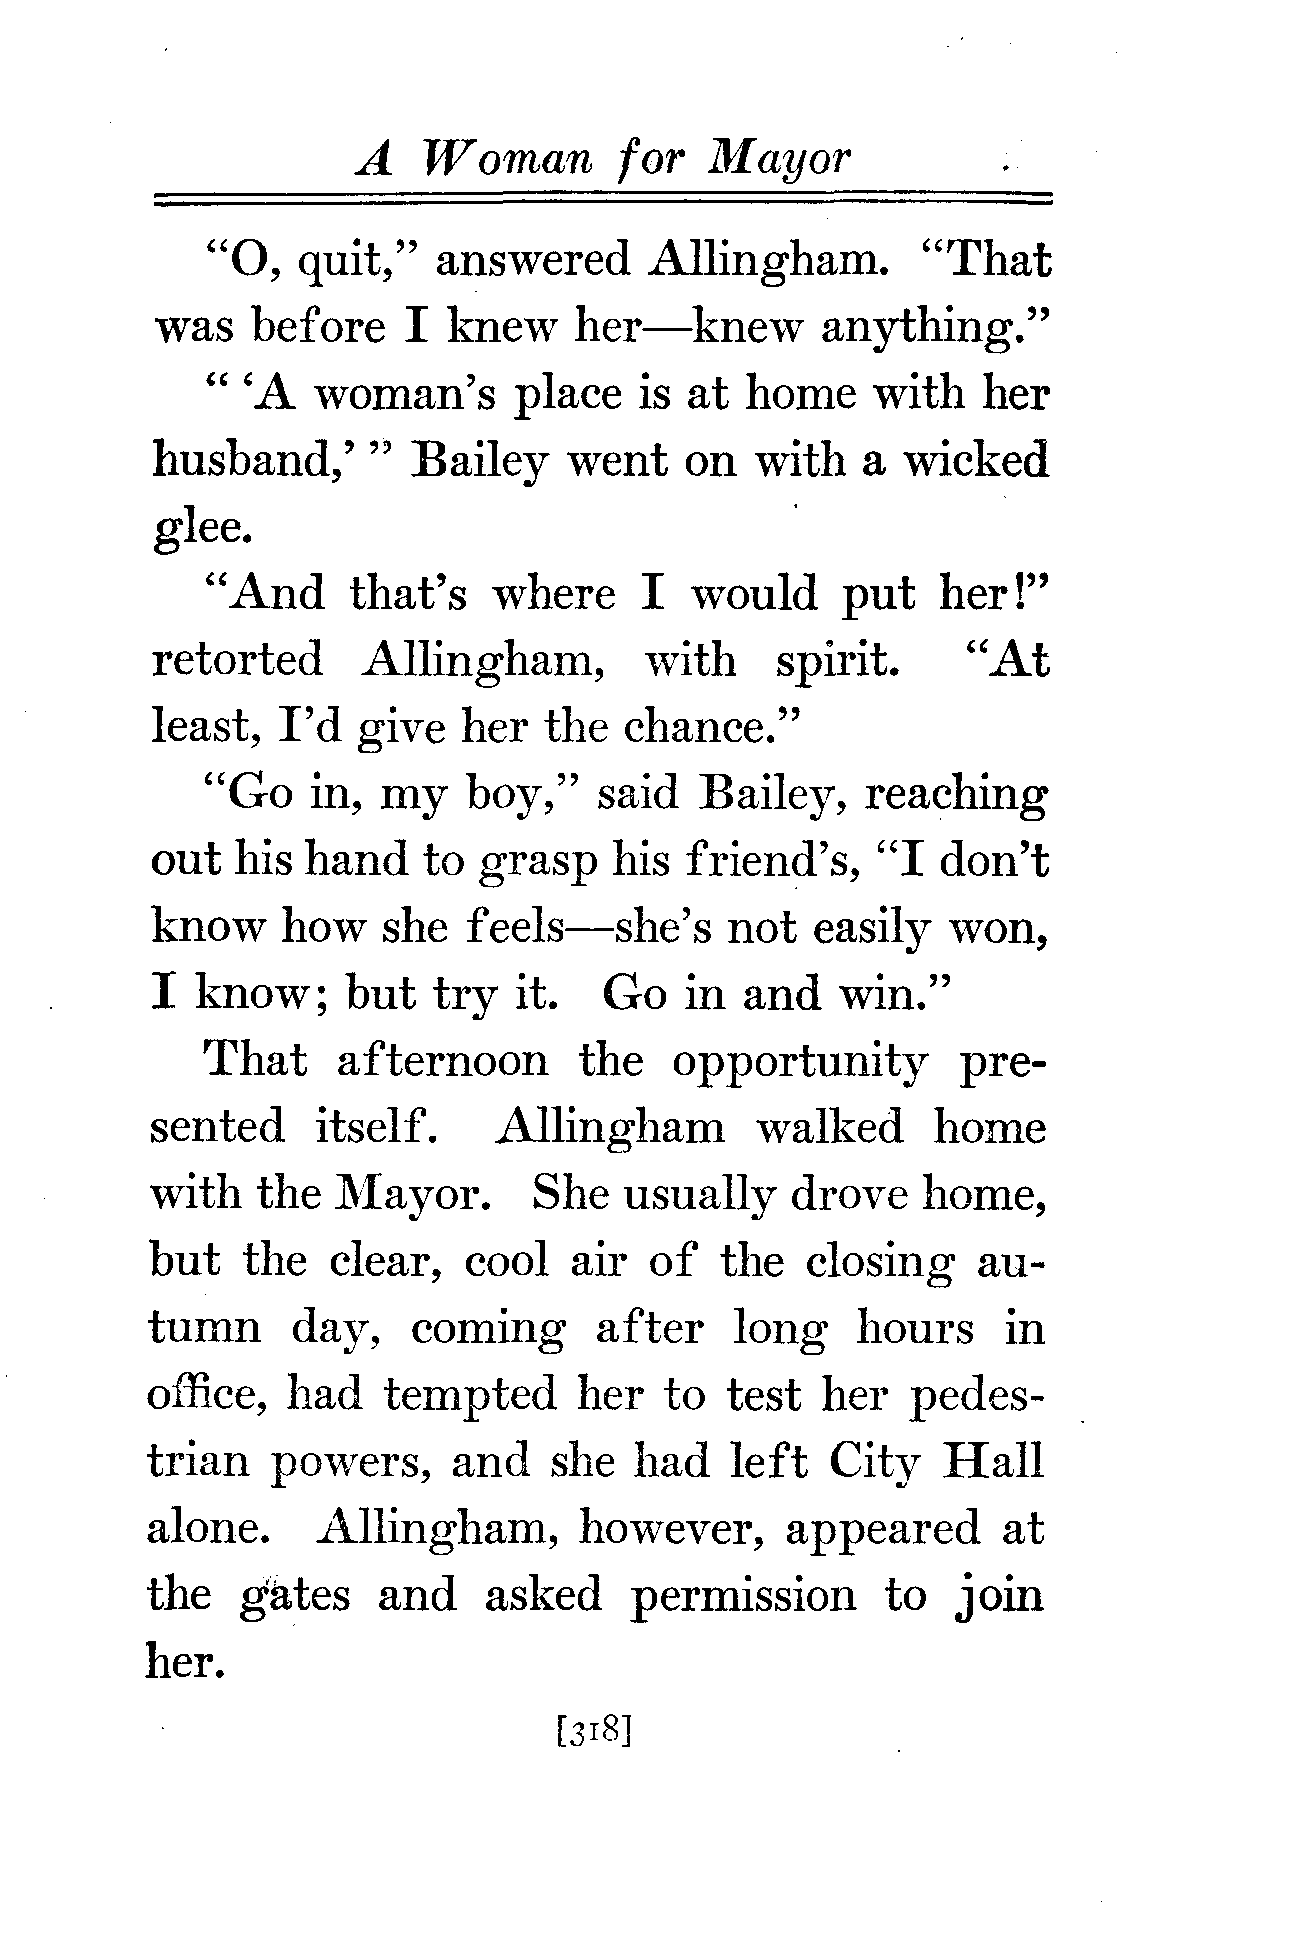 A Woman for Mayor
“O, quit,” answered Allingham. “That
was before I knew her—knew anything.”
“ ‘A woman’s place is at home with her
husband,’ ” Bailey went on with a wicked
glee.
“And that’s where I would put her!”
retorted Allingham, with spirit. “At
least, I’d give her the chance.”
“Go in, my boy,” said Bailey, reaching
out his hand to grasp his friend’s, “I don’t
know how she feels—she’s not easily won,
I know; but try it. Go in and win.”
That afternoon the opportunity pre-
sented itself. Allingham walked home
with the Mayor. She usually drove home,
but the clear, cool air of the closing au-
tumn day, coming after long hours in
office, had tempted her to test her pedes-
trian powers, and she had left City Hall
alone. Allingham, however, appeared at
the gates and asked permission to join
her.
[318]